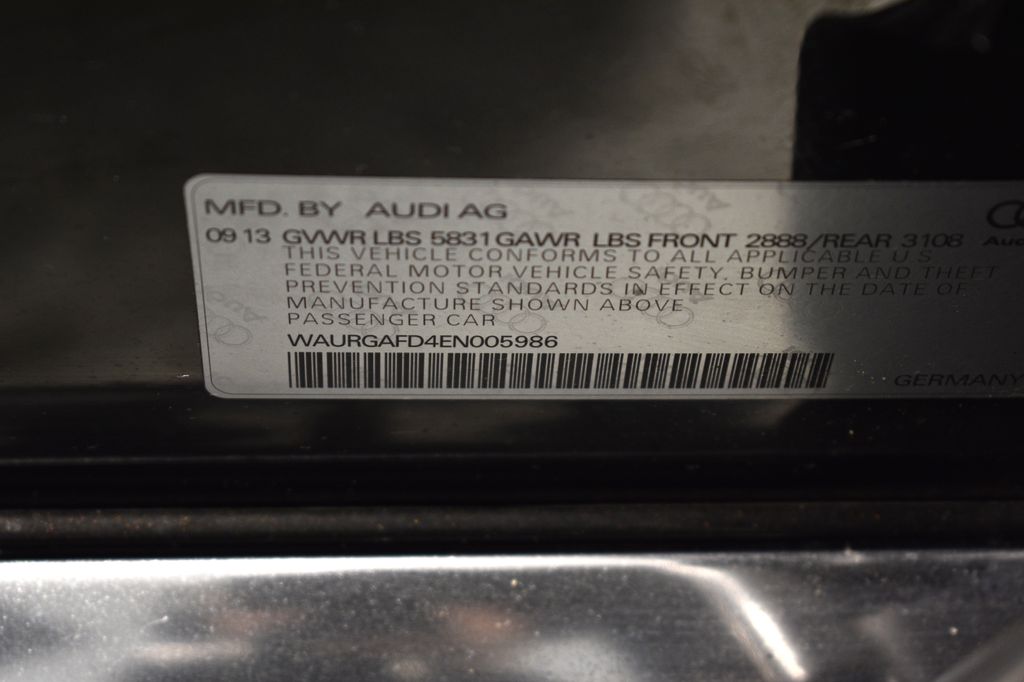 MFD. BY AUDI AG
09 13 GVWR LBS 5831 GAWR LBS FRONT 2888/REAR 3108
THIS VEHICLE CONFORMS TO ALL APPLICABLE U S
FEDERAL MOTOR VEHICLE SAFETY, BUMPER AND THEFT
PREVENTION STANDARDS IN EFFECT ON THE DATE OF
MANUFACTURE SHOWN ABOVE
PASSENGER CAR
WAURGAFD4EN005986
GERMANY